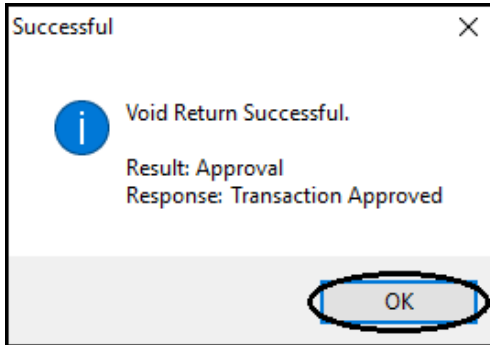 Successful
Void Return Successful.
Result: Approval
Response: Transaction Approved
OK